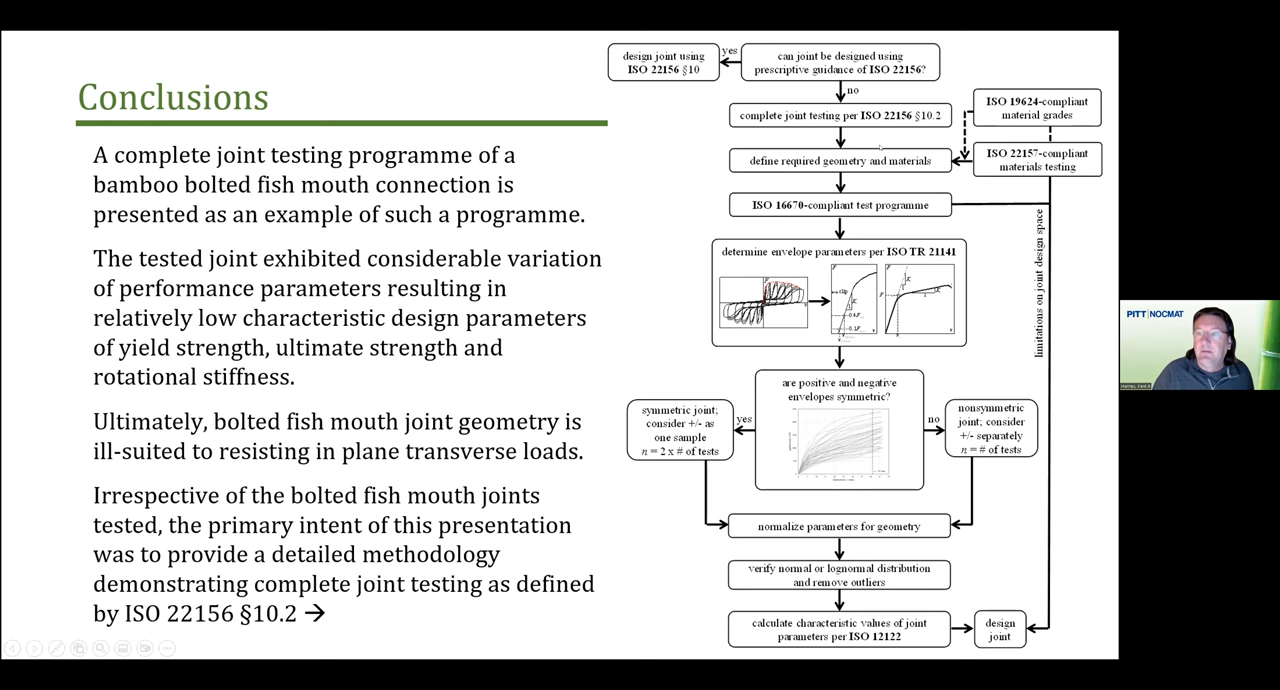 Conclusions
A complete joint testing programme of a
bamboo bolted fish mouth connection is
presented as an example of such a programme.
The tested joint exhibited considerable variation
of performance parameters resulting in
relatively low characteristic design parameters
of yield strength, ultimate strength and
rotational stiffness.
Ultimately, bolted fish mouth joint geometry is
ill-suited to resisting in plane transverse loads.
Irrespective of the bolted fish mouth joints
tested, the primary intent of this presentation
was to provide a detailed methodology
demonstrating complete joint testing as defined
by ISO 22156 §10.2 →
design joint using
ISO 22156 §10
yes
can joint be designed using
prescriptive guidance of ISO 22156?
no
complete joint testing per ISO 22156 §10.2
ISO 19624-compliant
material grades
define required geometry and materials
ISO 22157-compliant
materials testing
ISO 16670-compliant test programme
limitations on joint design space
determine envelope parameters per ISO TR 21141
are positive and negative
envelopes symmetric?
symmetric joint;
consider +/- as
one sample
n = 2 x # of tests
yes
no
nonsymmetric
joint; consider
+/- separately
n = # of tests
normalize parameters for geometry
verify normal or lognormal distribution
and remove outliers
calculate characteristic values of joint
parameters per ISO 12122
design
joint
PITT|NOCMAT